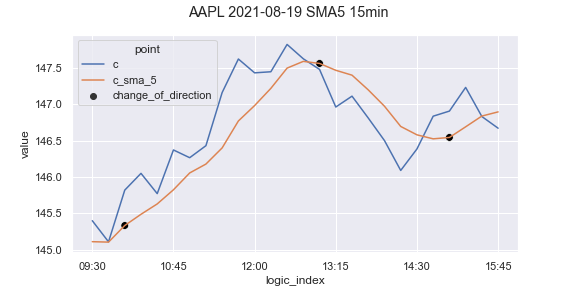 AAPL 2021-08-19 SMA5 15min
point
c
c_sma_5
change_of_direction
value
147.5
147.0
146.5
146.0
145.5
145.0
09:30 10:45 12:00 13:15 14:30 15:45
logic_index